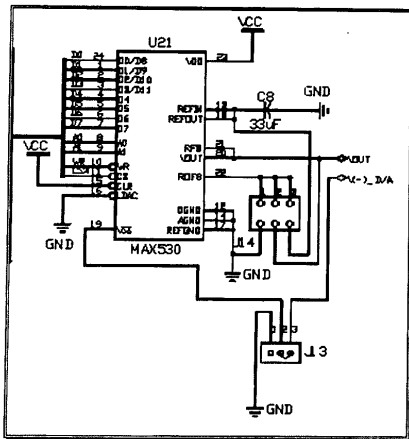 VCC
U21
D0/D8
D1/D9
D2/D10
D3/D11
D4
D5
D6
D7
A0
A1
WR
CS
CLR
LDAC
VSS
VDD
REFIN
REFOUT
RFB
VOUT
ROFS
DGND
AGND
REFGND
MAX530
C8
33uF
GND
VOUT
V(-)_D/A
VCC
GND
19
J14
GND
J13
GND